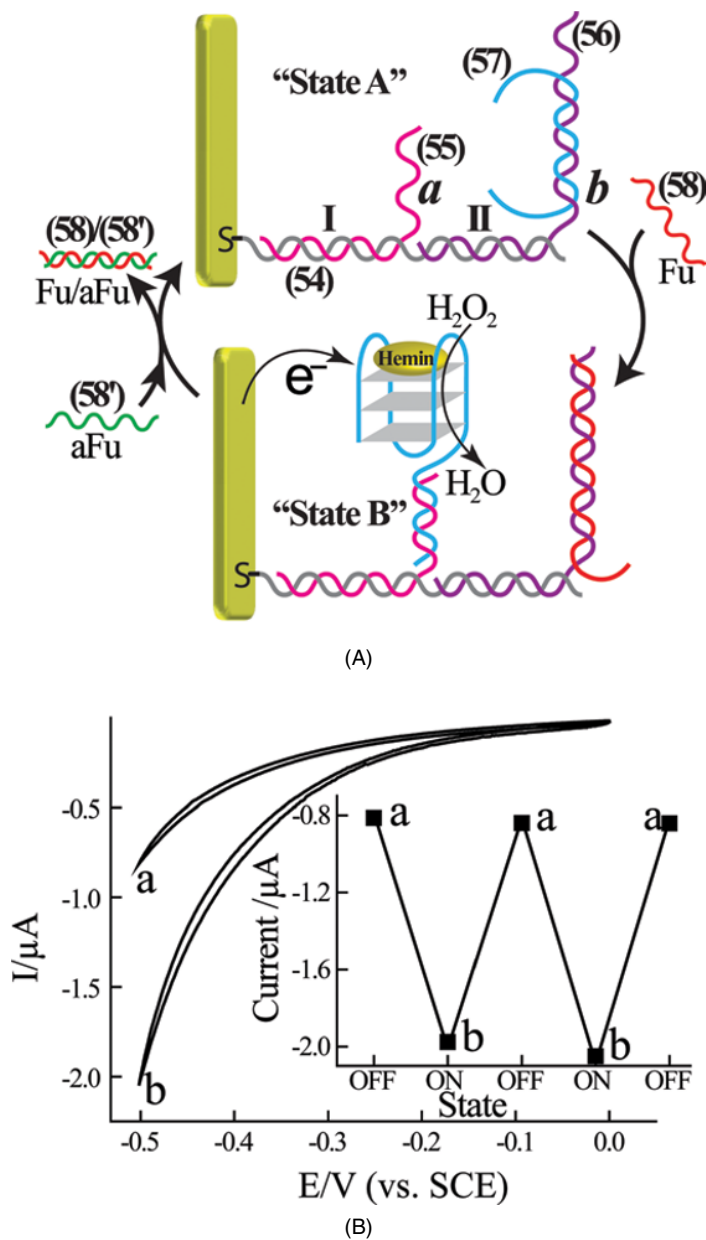 (56)
(57)
"State A"
(55)
a
b
(58)
I
II
(58)/(58')
S
Fu
Fu/aFu
(54)
H2O2
Hemin
e-
(58')
aFu
H2O
"State B"
S
(A)
-0.5
-1.0
-1.5
-2.0
I/μA
a
b
-0.8
-1.2
-1.6
-2.0
Current /μA
a
a
a
b
b
OFF
ON
OFF
ON
OFF
State
-0.5
-0.4
-0.3
-0.2
-0.1
0.0
E/V (vs. SCE)
(B)